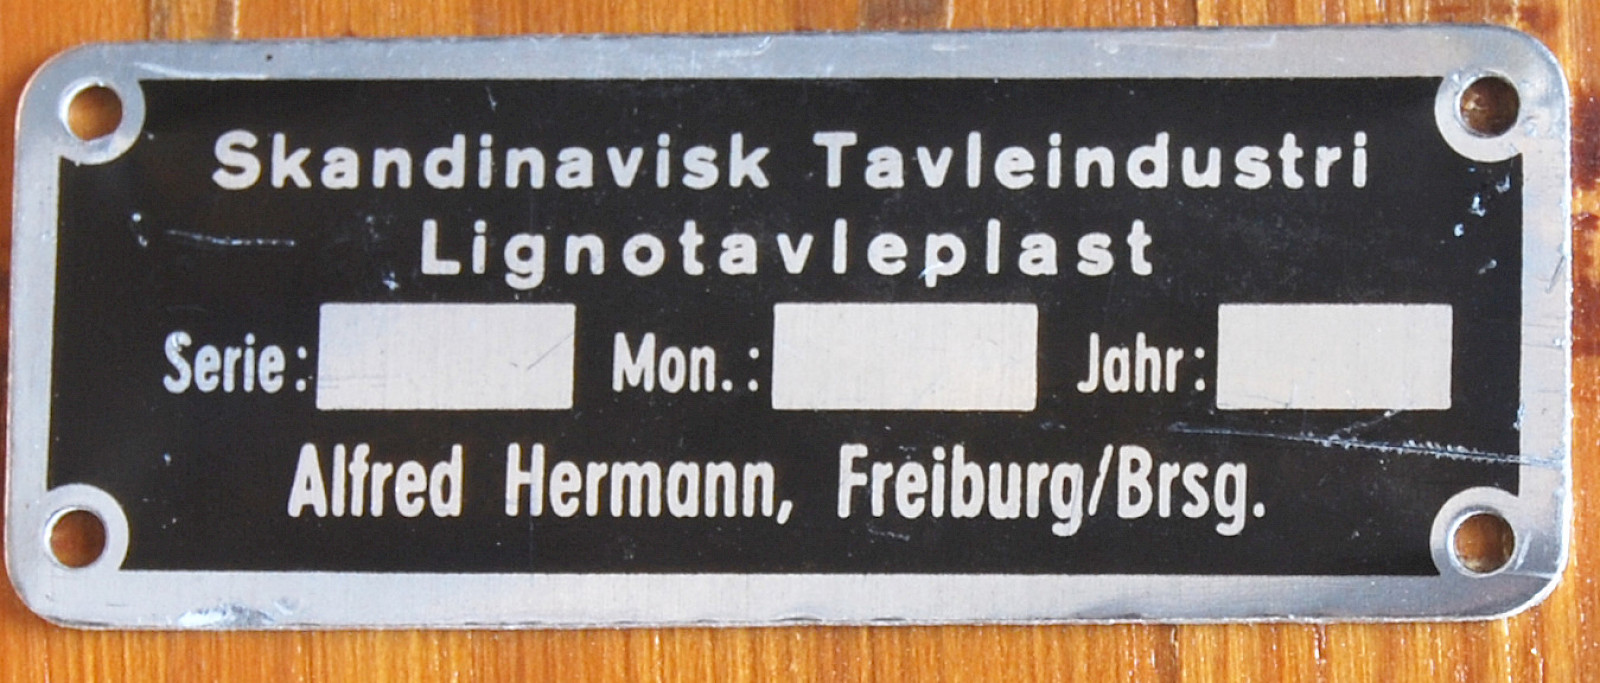 Skandinavisk Tavleindustri
Lignotavleplast
Serie: Mon.: Jahr:
Alfred Hermann, Freiburg/Brsg.